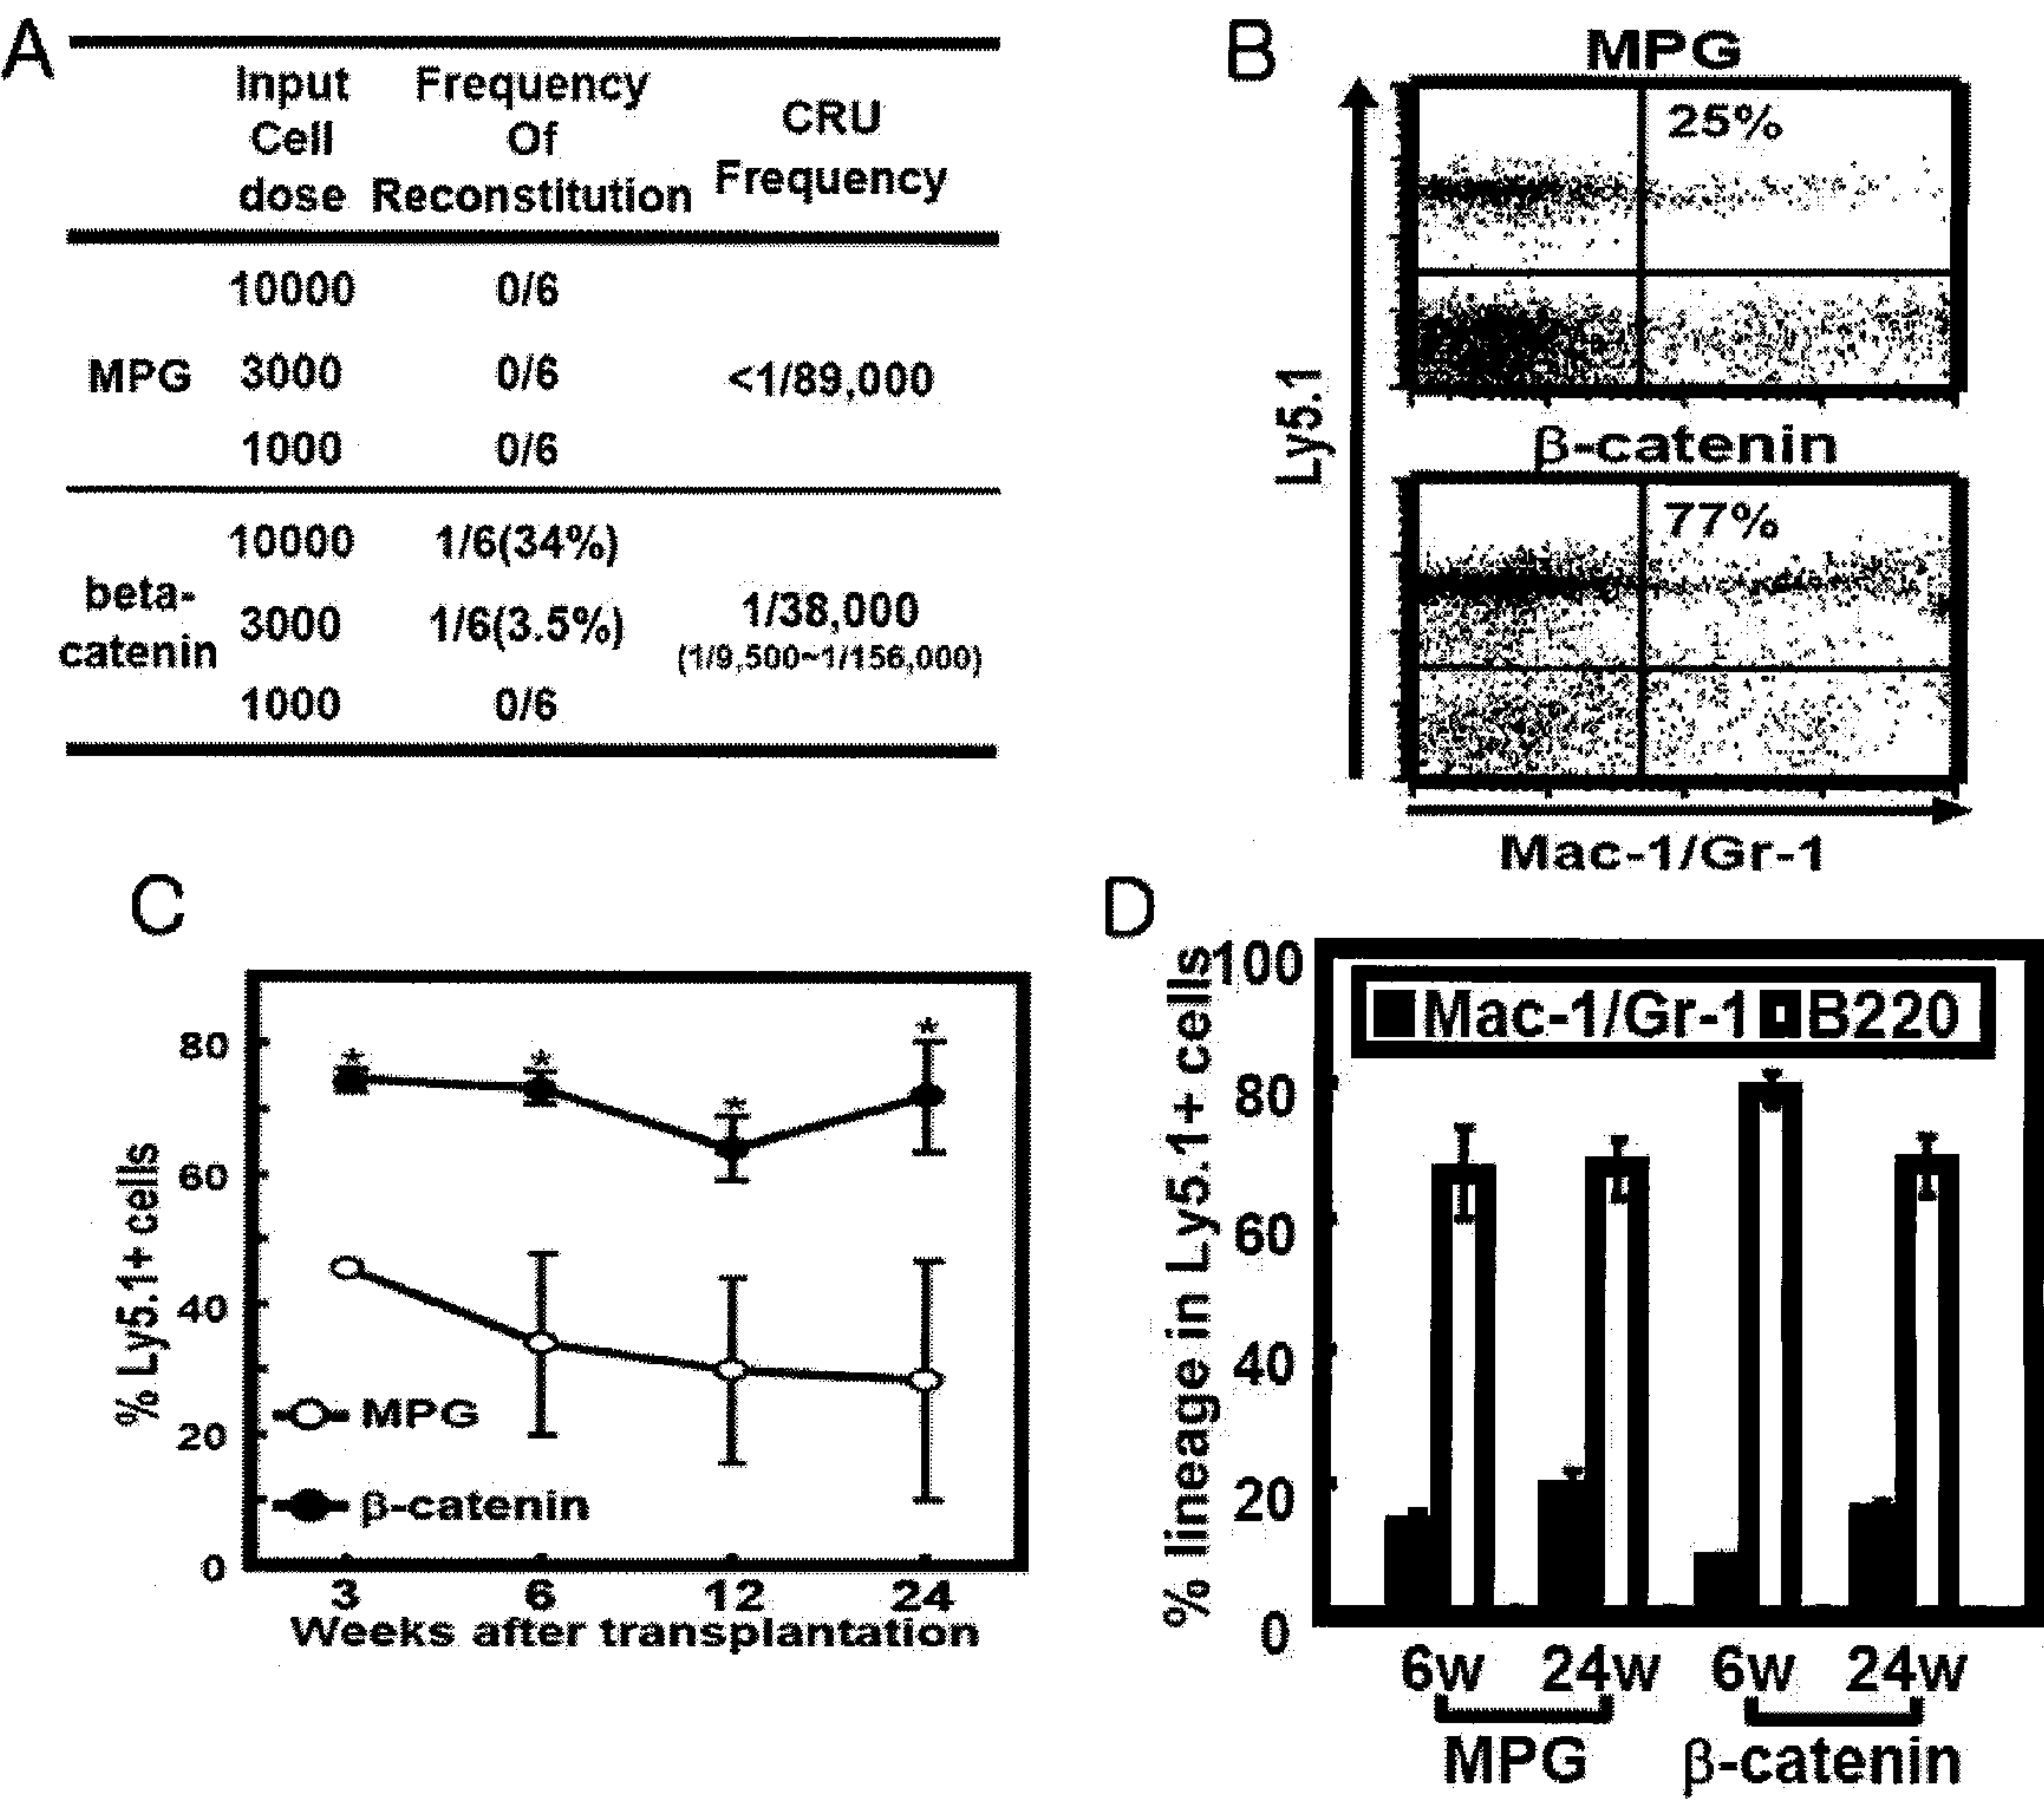 A
Input Cell dose
Frequency Of Reconstitution
CRU Frequency
MPG
10000 0/6
3000 0/6
1000 0/6
<1/89,000
beta-catenin
10000 1/6(34%)
3000 1/6(3.5%)
1000 0/6
1/38,000
(1/9,500~1/156,000)
B
MPG
25%
β-catenin
77%
Ly5.1
Mac-1/Gr-1
C
% Ly5.1+ cells
80
60
40
20
0
* * * *
MPG
β-catenin
3 6 12 24
Weeks after transplantation
D
% lineage in Ly5.1+ cells
100
80
60
40
20
0
Mac-1/Gr-1 B220
6w 24w 6w 24w
MPG β-catenin